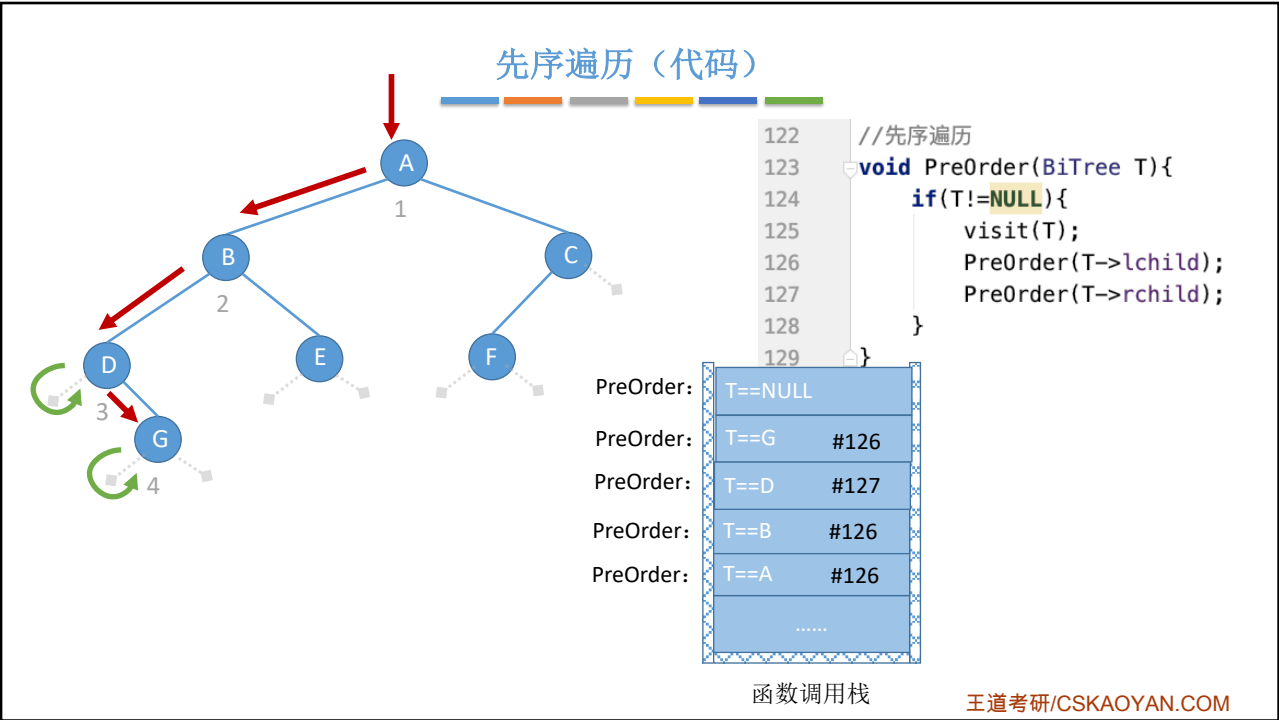 先序遍历（代码）
A
1
B
C
2
D
E
F
3
G
4
122 //先序遍历
123 void PreOrder(BiTree T){
124 if(T!=NULL){
125 visit(T);
126 PreOrder(T->lchild);
127 PreOrder(T->rchild);
128 }
129 }
PreOrder： T==NULL
PreOrder： T==G #126
PreOrder： T==D #127
PreOrder： T==B #126
PreOrder： T==A #126
……
函数调用栈
王道考研/CSKAOYAN.COM